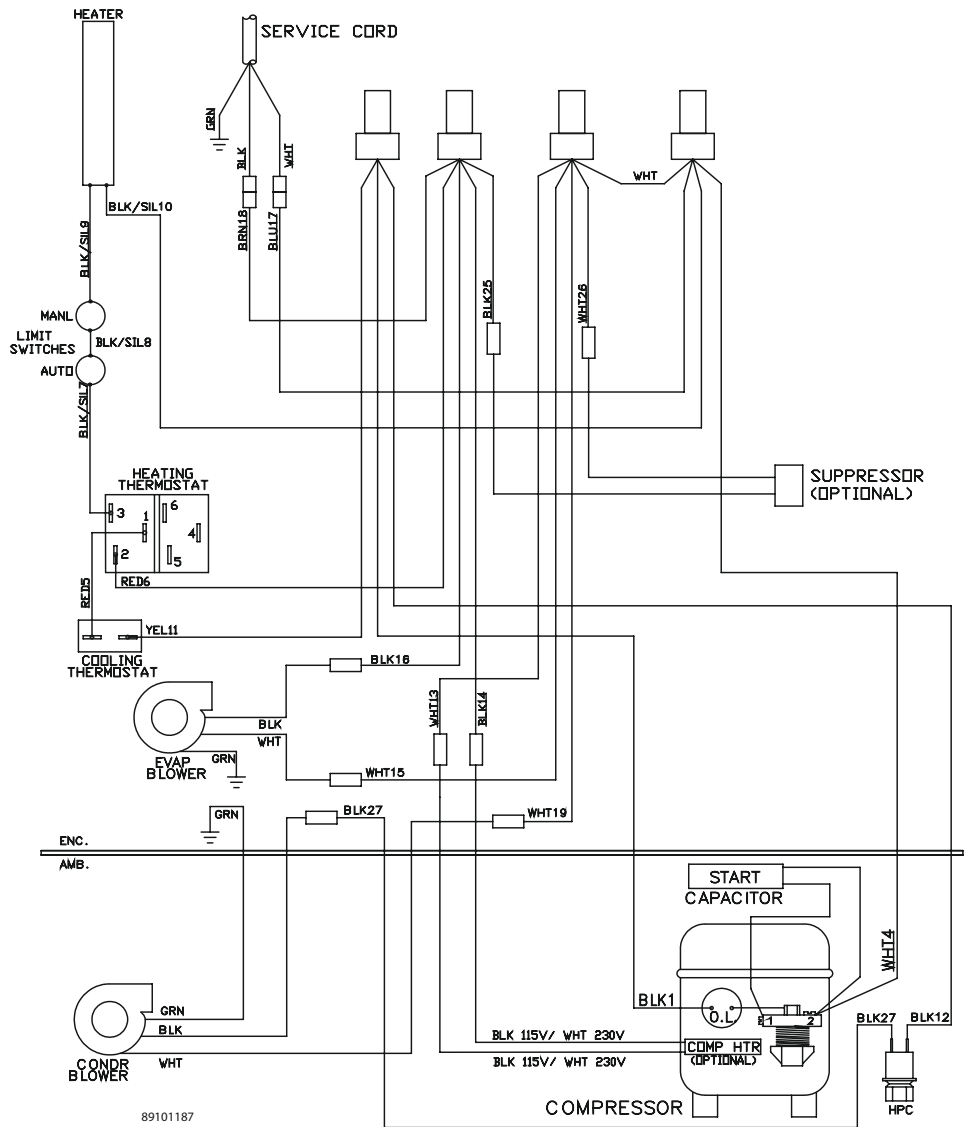 HEATER
SERVICE CORD
GRN
BLK
WHT
WHT
BLK/SIL10
BRN18
BLU17
BLK/SIL9
BLK25
WHT26
MANL
LIMIT
SWITCHES
BLK/SIL8
AUTO
BLK/SIL7
HEATING
THERMOSTAT
SUPPRESSOR
(OPTIONAL)
3
1
6
4
2
5
RED6
RED5
YEL11
COOLING
THERMOSTAT
BLK16
WHT13
BLK14
BLK
WHT
GRN
EVAP
BLOWER
WHT15
GRN
BLK27
WHT19
ENC.
AMB.
START
CAPACITOR
WHT4
BLK1
O.L.
1
2
GRN
BLK
WHT
CONDR
BLOWER
BLK 115V/ WHT 230V
BLK 115V/ WHT 230V
COMP HTR
(OPTIONAL)
BLK27
BLK12
HPC
COMPRESSOR
89101187